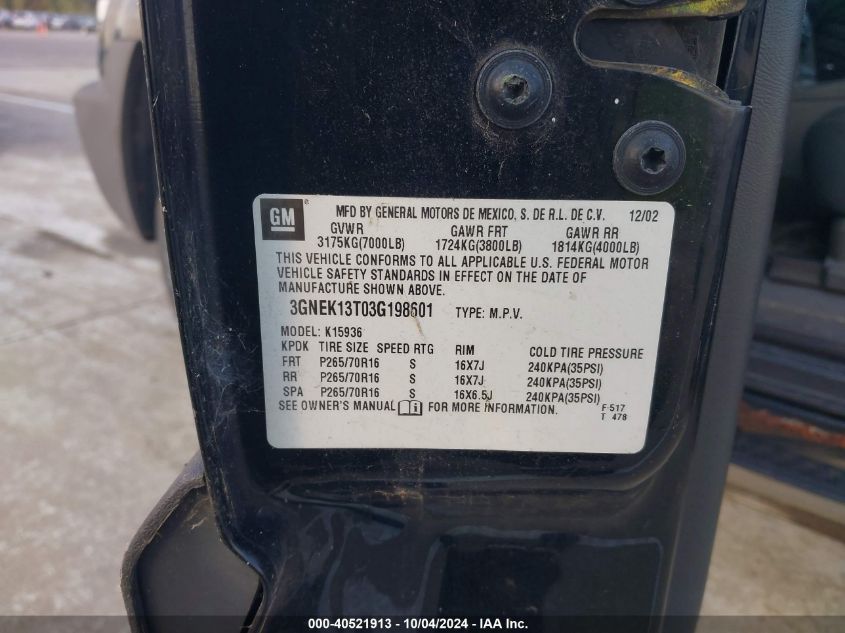 GM® MFD BY GENERAL MOTORS DE MEXICO, S. DE R.L. DE C.V. 12/02
GVWR GAWR FRT GAWR RR
3175KG(7000LB) 1724KG(3800LB) 1814KG(4000LB)
THIS VEHICLE CONFORMS TO ALL APPLICABLE U.S. FEDERAL MOTOR
VEHICLE SAFETY STANDARDS IN EFFECT ON THE DATE OF
MANUFACTURE SHOWN ABOVE.
3GNEK13T03G198601 TYPE: M.P.V.
MODEL: K15936
KPDK TIRE SIZE SPEED RTG RIM COLD TIRE PRESSURE
FRT P265/70R16 S 16X7J 240KPA(35PSI)
RR P265/70R16 S 16X7J 240KPA(35PSI)
SPA P265/70R16 S 16X6.5J 240KPA(35PSI)
SEE OWNER'S MANUAL FOR MORE INFORMATION. F 517
T 478
000-40521913 - 10/04/2024 - IAA Inc.